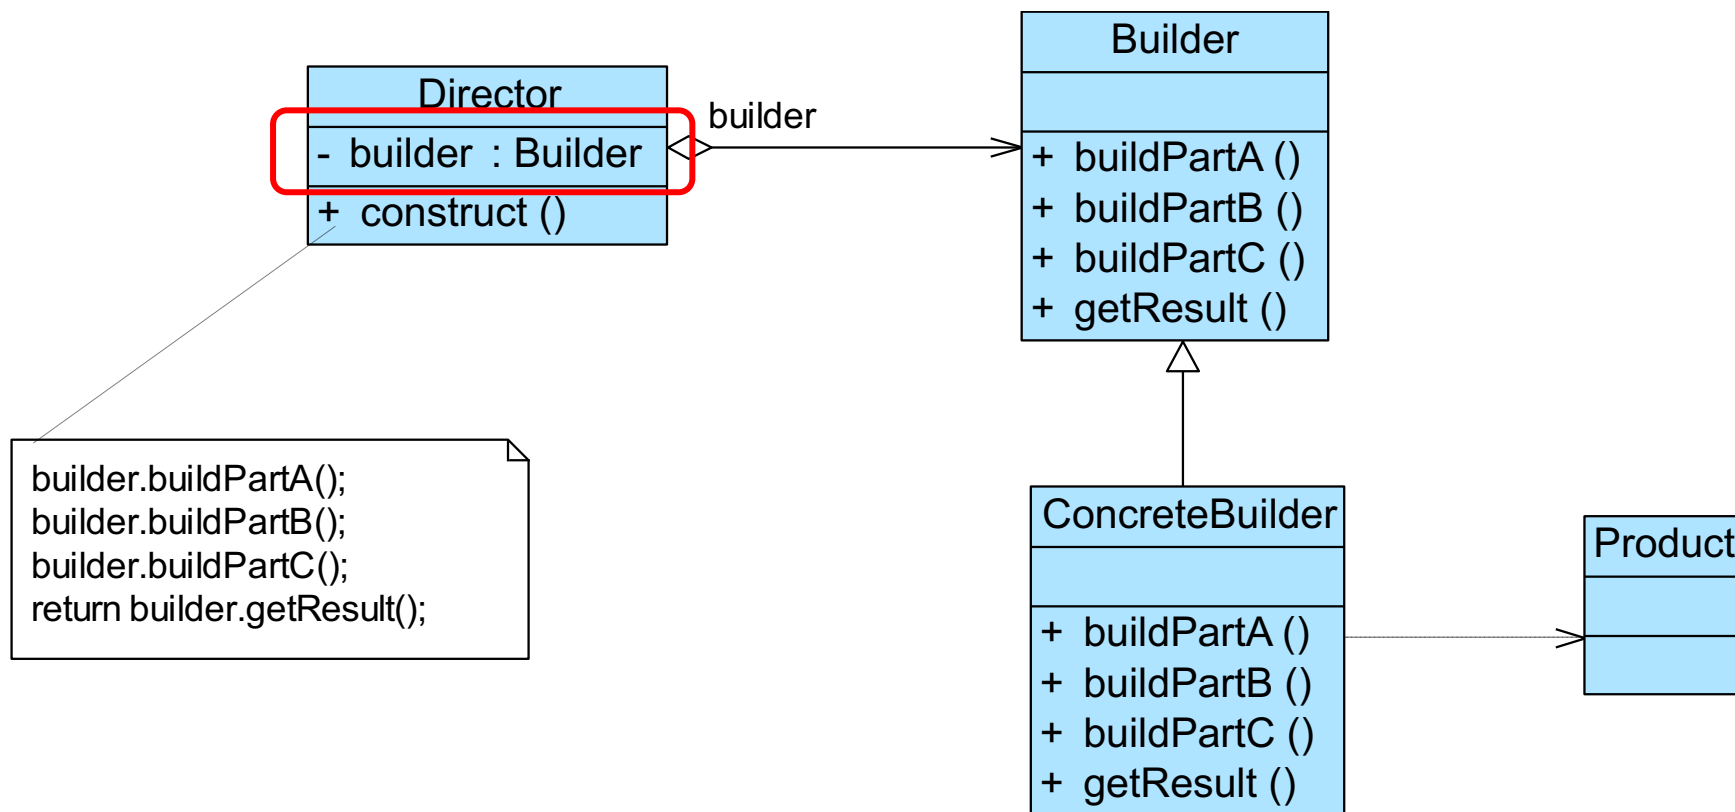 Director
- builder : Builder
+ construct ()
builder
Builder
+ buildPartA ()
+ buildPartB ()
+ buildPartC ()
+ getResult ()
builder.buildPartA();
builder.buildPartB();
builder.buildPartC();
return builder.getResult();
ConcreteBuilder
+ buildPartA ()
+ buildPartB ()
+ buildPartC ()
+ getResult ()
Product